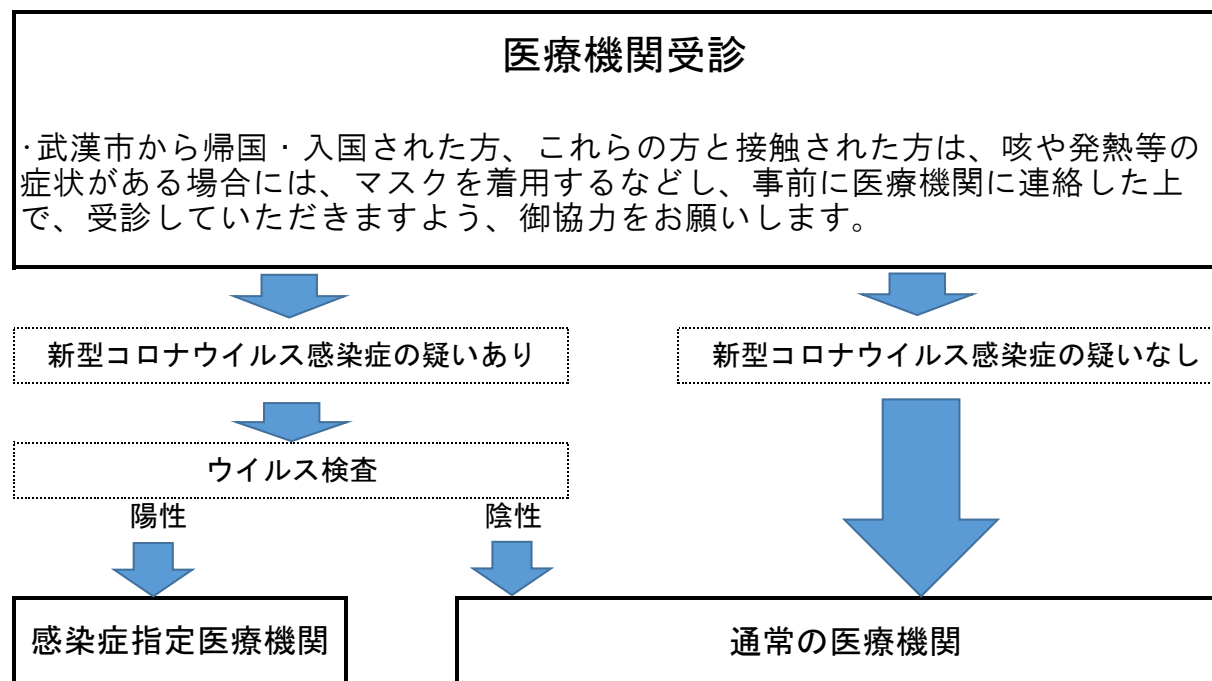 医療機関受診
·武漢市から帰国・入国された方、これらの方と接触された方は、咳や発熱等の
症状がある場合には、マスクを着用するなどし、事前に医療機関に連絡した上
で、受診していただきますよう、御協力をお願いします。
新型コロナウイルス感染症の疑いあり
新型コロナウイルス感染症の疑いなし
ウイルス検査
陽性
陰性
感染症指定医療機関
通常の医療機関